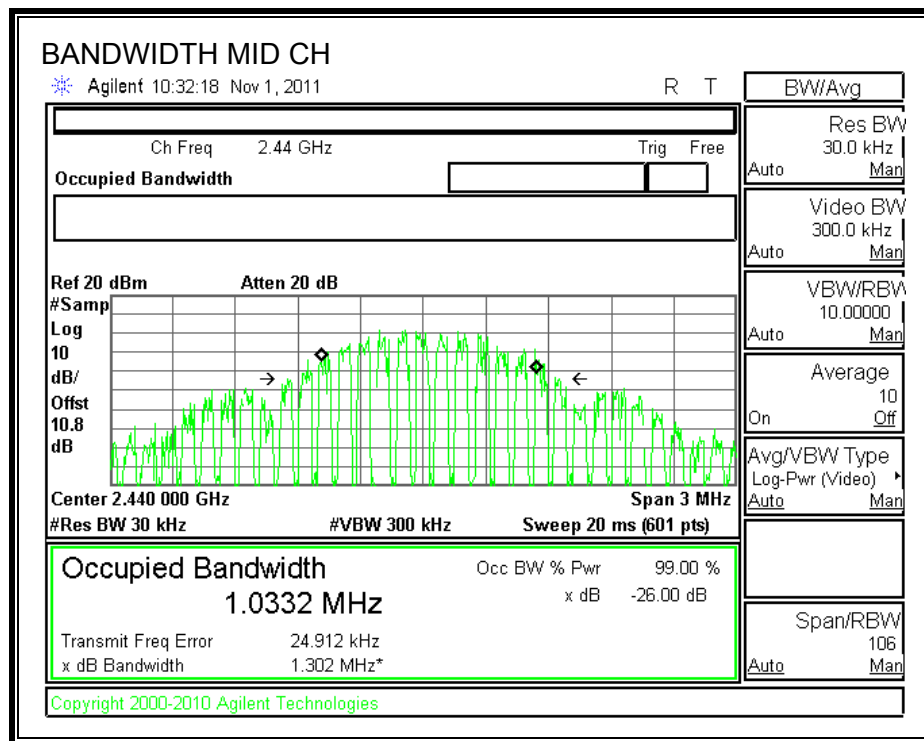 BANDWIDTH MID CH
Agilent 10:32:18 Nov 1, 2011 R T
Ch Freq 2.44 GHz Trig Free
Occupied Bandwidth
Ref 20 dBm Atten 20 dB
#Samp
Log
10
dB/
Offst
10.8
dB
Center 2.440 000 GHz Span 3 MHz
#Res BW 30 kHz #VBW 300 kHz Sweep 20 ms (601 pts)
Occupied Bandwidth
1.0332 MHz
Occ BW % Pwr 99.00 %
x dB -26.00 dB
Transmit Freq Error 24.912 kHz
x dB Bandwidth 1.302 MHz*
Copyright 2000-2010 Agilent Technologies
BW/Avg
Res BW
30.0 kHz
Auto Man
Video BW
300.0 kHz
Auto Man
VBW/RBW
10.00000
Auto Man
Average
10
On Off
Avg/VBW Type
Log-Pwr (Video)
Auto Man
Span/RBW
106
Auto Man